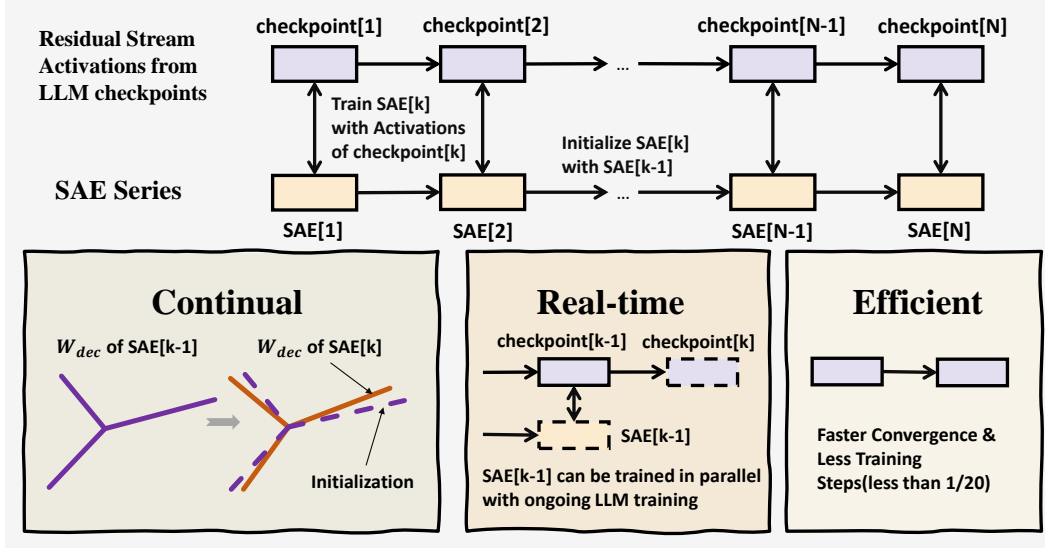 Residual Stream
Activations from
LLM checkpoints
checkpoint[1]
checkpoint[2]
checkpoint[N-1]
checkpoint[N]
...
Train SAE[k]
with Activations
of checkpoint[k]
Initialize SAE[k]
with SAE[k-1]
SAE Series
...
SAE[1]
SAE[2]
SAE[N-1]
SAE[N]
Continual
W_dec of SAE[k-1]
W_dec of SAE[k]
Initialization
Real-time
checkpoint[k-1]
checkpoint[k]
SAE[k-1]
SAE[k-1] can be trained in parallel
with ongoing LLM training
Efficient
Faster Convergence &
Less Training
Steps(less than 1/20)